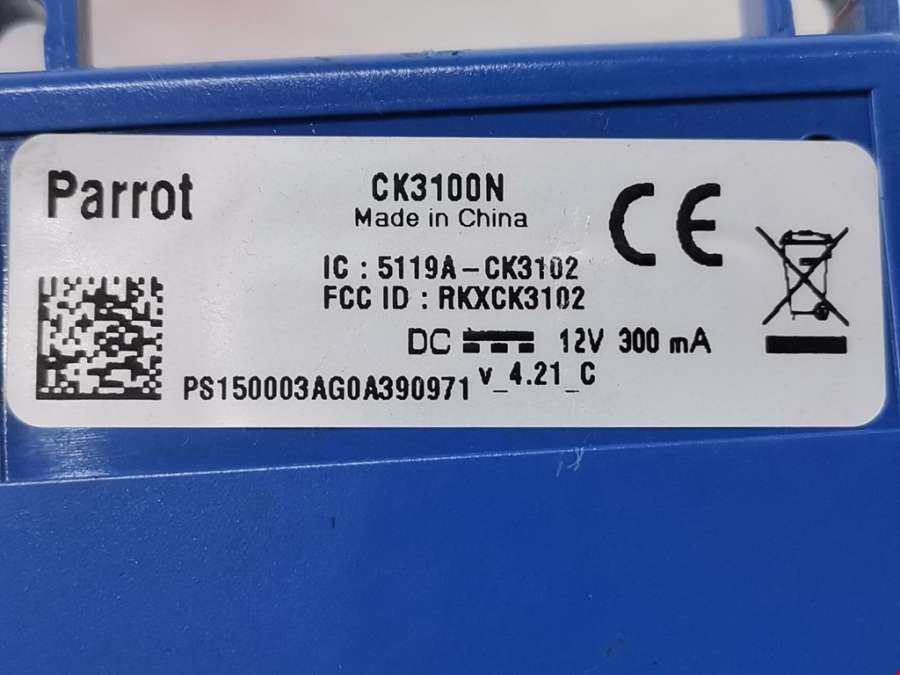 Parrot
CK3100N
Made in China
IC : 5119A-CK3102
FCC ID : RKXCK3102
DC 12V 300 mA
PS150003AG0A390971 v_4.21_C
CE